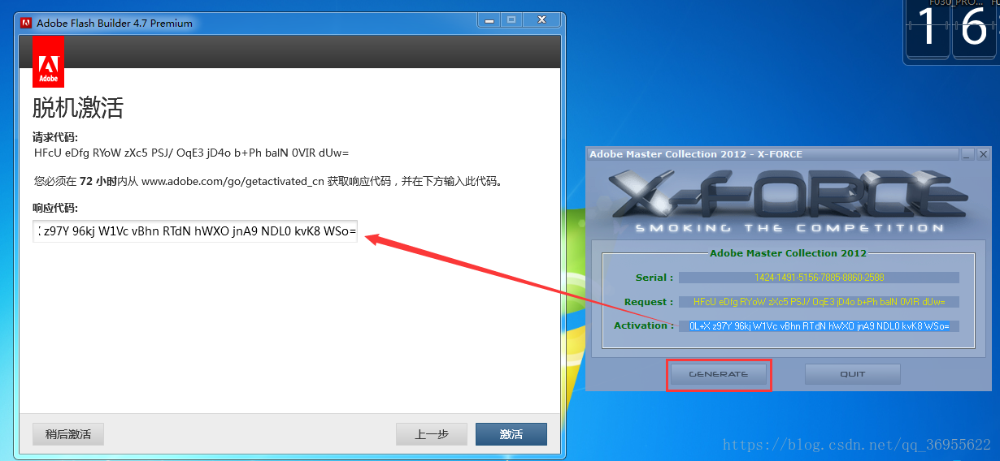 Adobe Flash Builder 4.7 Premium
Adobe
脱机激活
请求代码:
HFcU eDfg RYoW zXc5 PSJ/ OqE3 jD4o b+Ph balN 0VIR dUw=
您必须在 72 小时内从 www.adobe.com/go/getactivated_cn 获取响应代码，并在下方输入此代码。
响应代码:
z97Y 96kj W1Vc vBhn RTdN hWXO jnA9 NDL0 kvK8 WSo=
稍后激活
上一步
激活
16
Adobe Master Collection 2012 - X-FORCE
X-FORCE
SMOKING THE COMPETITION
Adobe Master Collection 2012
Serial : 1424-1491-5156-7885-8860-2588
Request : HFcU eDfg RYoW zXc5 PSJ/ OqE3 jD4o b+Ph balN 0VIR dUw=
Activation : 0L+X z97Y 96kj W1Vc vBhn RTdN hWXO jnA9 NDL0 kvK8 WSo=
GENERATE
QUIT
https://blog.csdn.net/qq_36955622